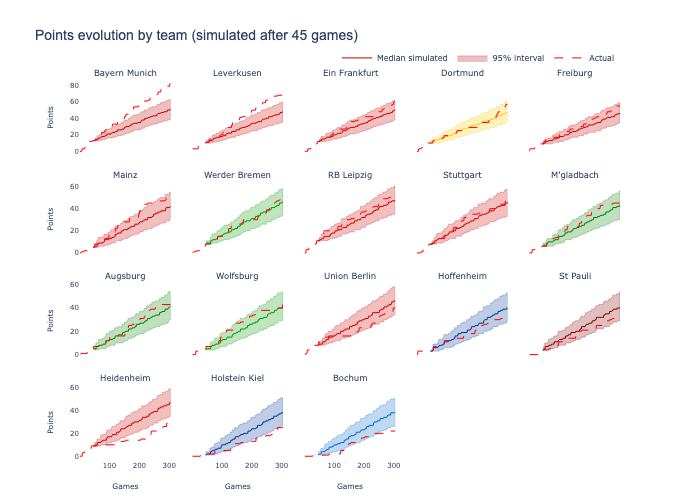 Points evolution by team (simulated after 45 games)
Median simulated 95% interval Actual
Bayern Munich Leverkusen Ein Frankfurt Dortmund Freiburg
80
60
40
20
0
Points
Mainz Werder Bremen RB Leipzig Stuttgart M'gladbach
60
40
20
0
Points
Augsburg Wolfsburg Union Berlin Hoffenheim St Pauli
60
40
20
0
Points
Heidenheim Holstein Kiel Bochum
60
40
20
0
Points
100 200 300 100 200 300 100 200 300
Games Games Games